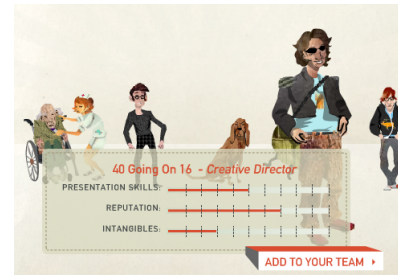 40 Going On 16 - Creative Director
PRESENTATION SKILLS:
REPUTATION:
INTANGIBLES:
ADD TO YOUR TEAM